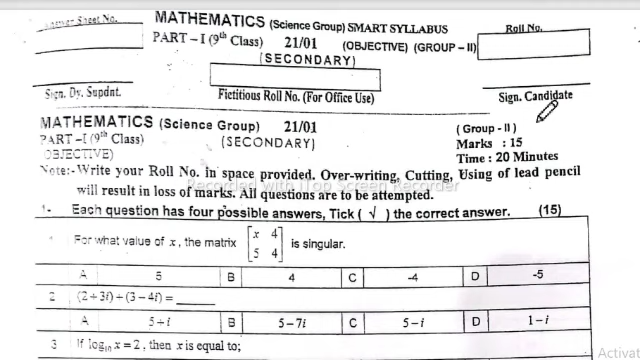 Answer Sheet No.
MATHEMATICS (Science Group) SMART SYLLABUS
Roll No.
PART – I (9th Class) 21/01 (OBJECTIVE) (GROUP – II)
(SECONDARY)
Sign. Dy. Supdnt.
Fictitious Roll No. (For Office Use)
Sign. Candidate
MATHEMATICS (Science Group) 21/01 (Group - II)
PART –I (9th Class) (SECONDARY) Marks : 15
OBJECTIVE) Time : 20 Minutes
Note:- Write your Roll No. in space provided. Over-writing, Cutting, Using of lead pencil
will result in loss of marks. All questions are to be attempted.
Recorded with iTop Screen Recorder
1- Each question has four possible answers, Tick ( √ ) the correct answer. (15)
For what value of x, the matrix [x 4; 5 4] is singular.
A 5 B 4 C -4 D -5
2 (2+3i)+(3–4i) = ______
A 5+i B 5–7i C 5–i D 1–i
3 If log₁₀ x = 2, then x is equal to;
Activat